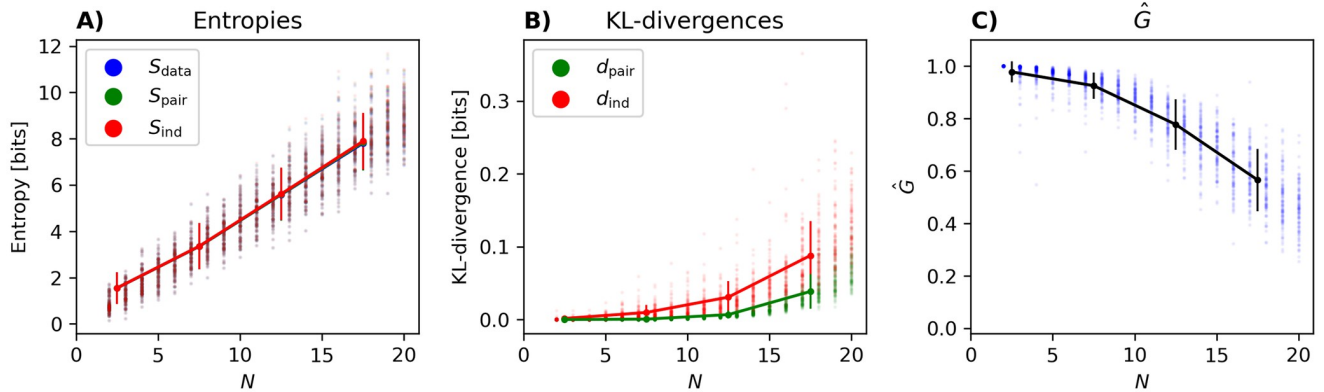 A) Entropies
12
10
8
6
4
2
0
Entropy [bits]
S_data
S_pair
S_ind
0 5 10 15 20
N
B) KL-divergences
0.3
0.2
0.1
0.0
KL-divergence [bits]
d_pair
d_ind
0 5 10 15 20
N
C) Ĝ
1.0
0.8
0.6
0.4
0.2
0.0
Ĝ
0 5 10 15 20
N